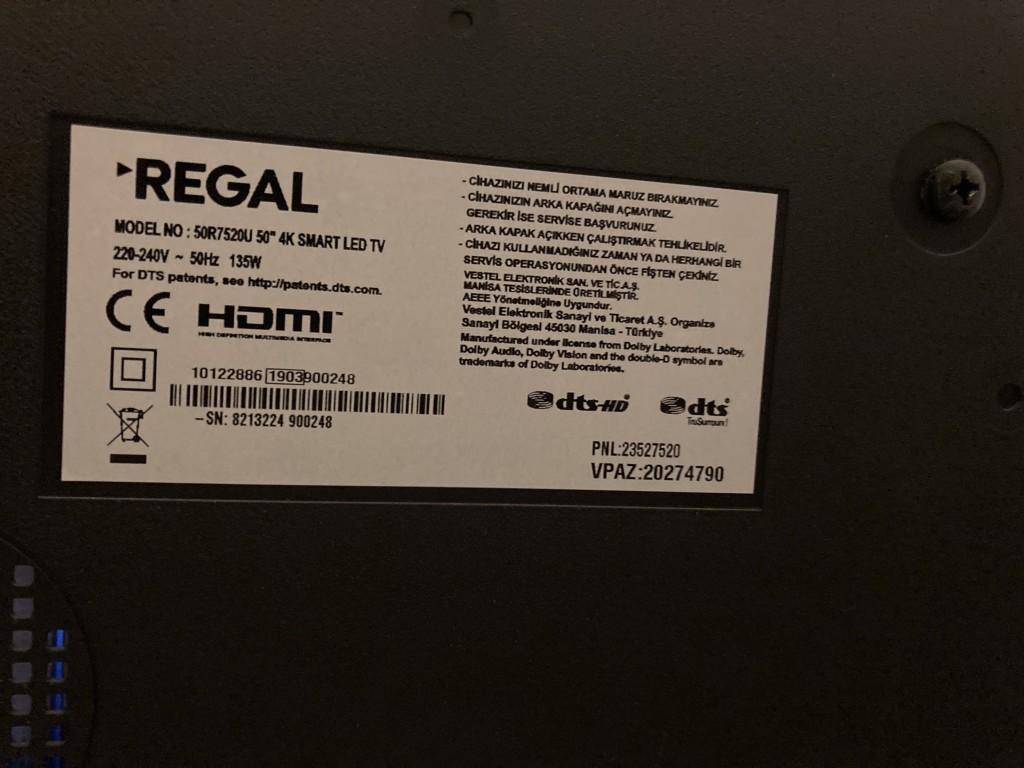 REGAL
MODEL NO : 50R7520U 50" 4K SMART LED TV
220-240V ~ 50Hz 135W
For DTS patents, see http://patents.dts.com.
CE HDMI™
HIGH DEFINITION MULTIMEDIA INTERFACE
10122886 1903900248
-SN: 8213224 900248
- CİHAZINIZI NEMLİ ORTAMA MARUZ BIRAKMAYINIZ.
- CİHAZINIZIN ARKA KAPAĞINI AÇMAYINIZ.
GEREKİR İSE SERVİSE BAŞVURUNUZ.
- ARKA KAPAK AÇIKKEN ÇALIŞTIRMAK TEHLİKELİDİR.
- CİHAZI KULLANMADIĞINIZ ZAMAN YA DA HERHANGİ BİR
SERVİS OPERASYONUNDAN ÖNCE FİŞTEN ÇEKİNİZ.
VESTEL ELEKTRONİK SAN. VE TİC A.Ş.
MANİSA TESİSLERİNDE ÜRETİLMİŞTİR.
AEEE Yönetmeliğine Uygundur.
Vestel Elektronik Sanayi ve Ticaret A.Ş. Organize
Sanayi Bölgesi 45030 Manisa - Türkiye
Manufactured under license from Dolby Laboratories. Dolby,
Dolby Audio, Dolby Vision and the double-D symbol are
trademarks of Dolby Laboratories.
dts-HD dts
TruSurround
PNL:23527520
VPAZ:20274790